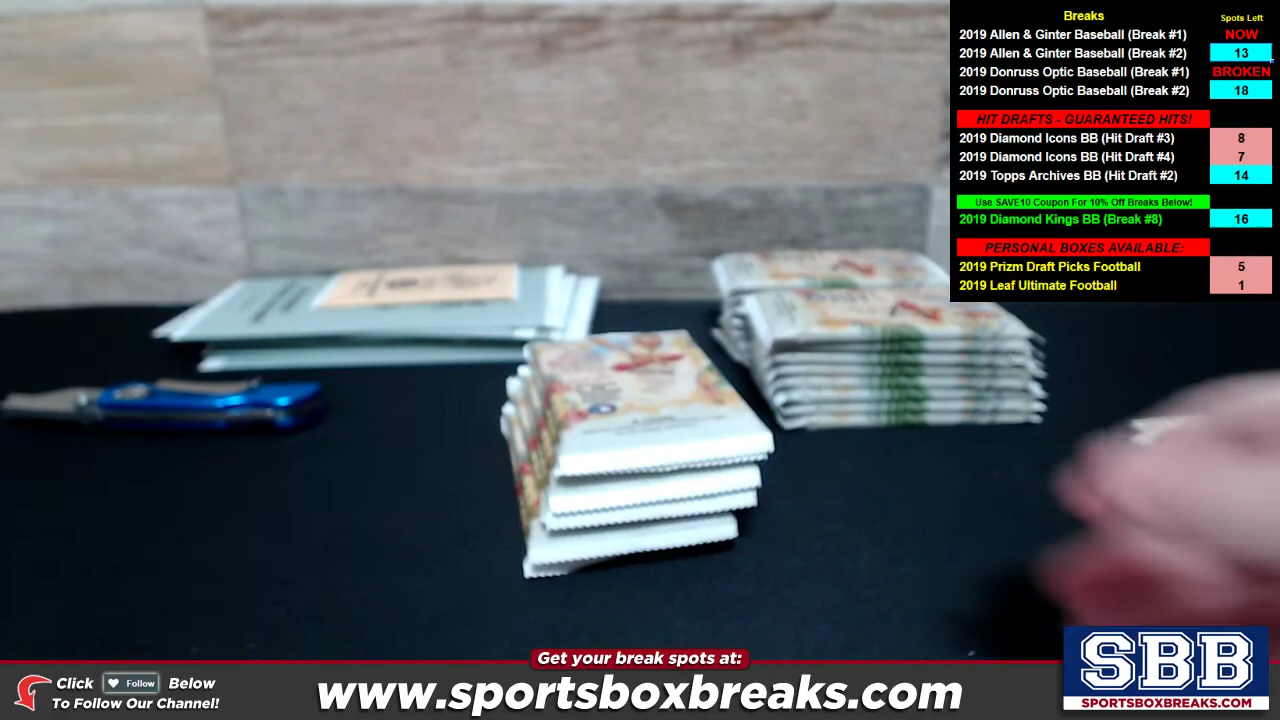 Breaks Spots Left
2019 Allen & Ginter Baseball (Break #1) NOW
2019 Allen & Ginter Baseball (Break #2) 13
2019 Donruss Optic Baseball (Break #1) BROKEN
2019 Donruss Optic Baseball (Break #2) 18
HIT DRAFTS - GUARANTEED HITS!
2019 Diamond Icons BB (Hit Draft #3) 8
2019 Diamond Icons BB (Hit Draft #4) 7
2019 Topps Archives BB (Hit Draft #2) 14
Use SAVE10 Coupon For 10% Off Breaks Below!
2019 Diamond Kings BB (Break #8) 16
PERSONAL BOXES AVAILABLE:
2019 Prizm Draft Picks Football 5
2019 Leaf Ultimate Football 1
Get your break spots at:
Click Follow Below
To Follow Our Channel!
www.sportsboxbreaks.com
SBB
SPORTSBOXBREAKS.COM